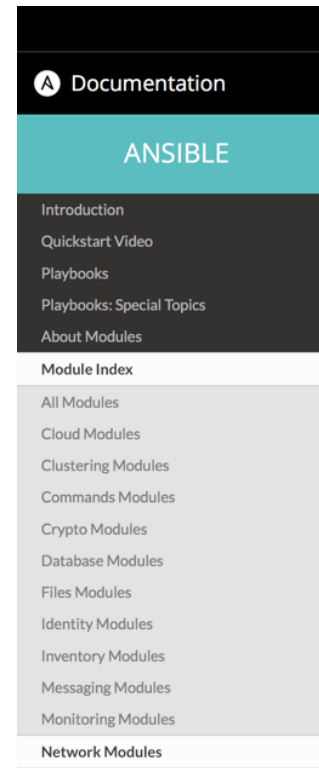 Documentation
ANSIBLE
Introduction
Quickstart Video
Playbooks
Playbooks: Special Topics
About Modules
Module Index
All Modules
Cloud Modules
Clustering Modules
Commands Modules
Crypto Modules
Database Modules
Files Modules
Identity Modules
Inventory Modules
Messaging Modules
Monitoring Modules
Network Modules